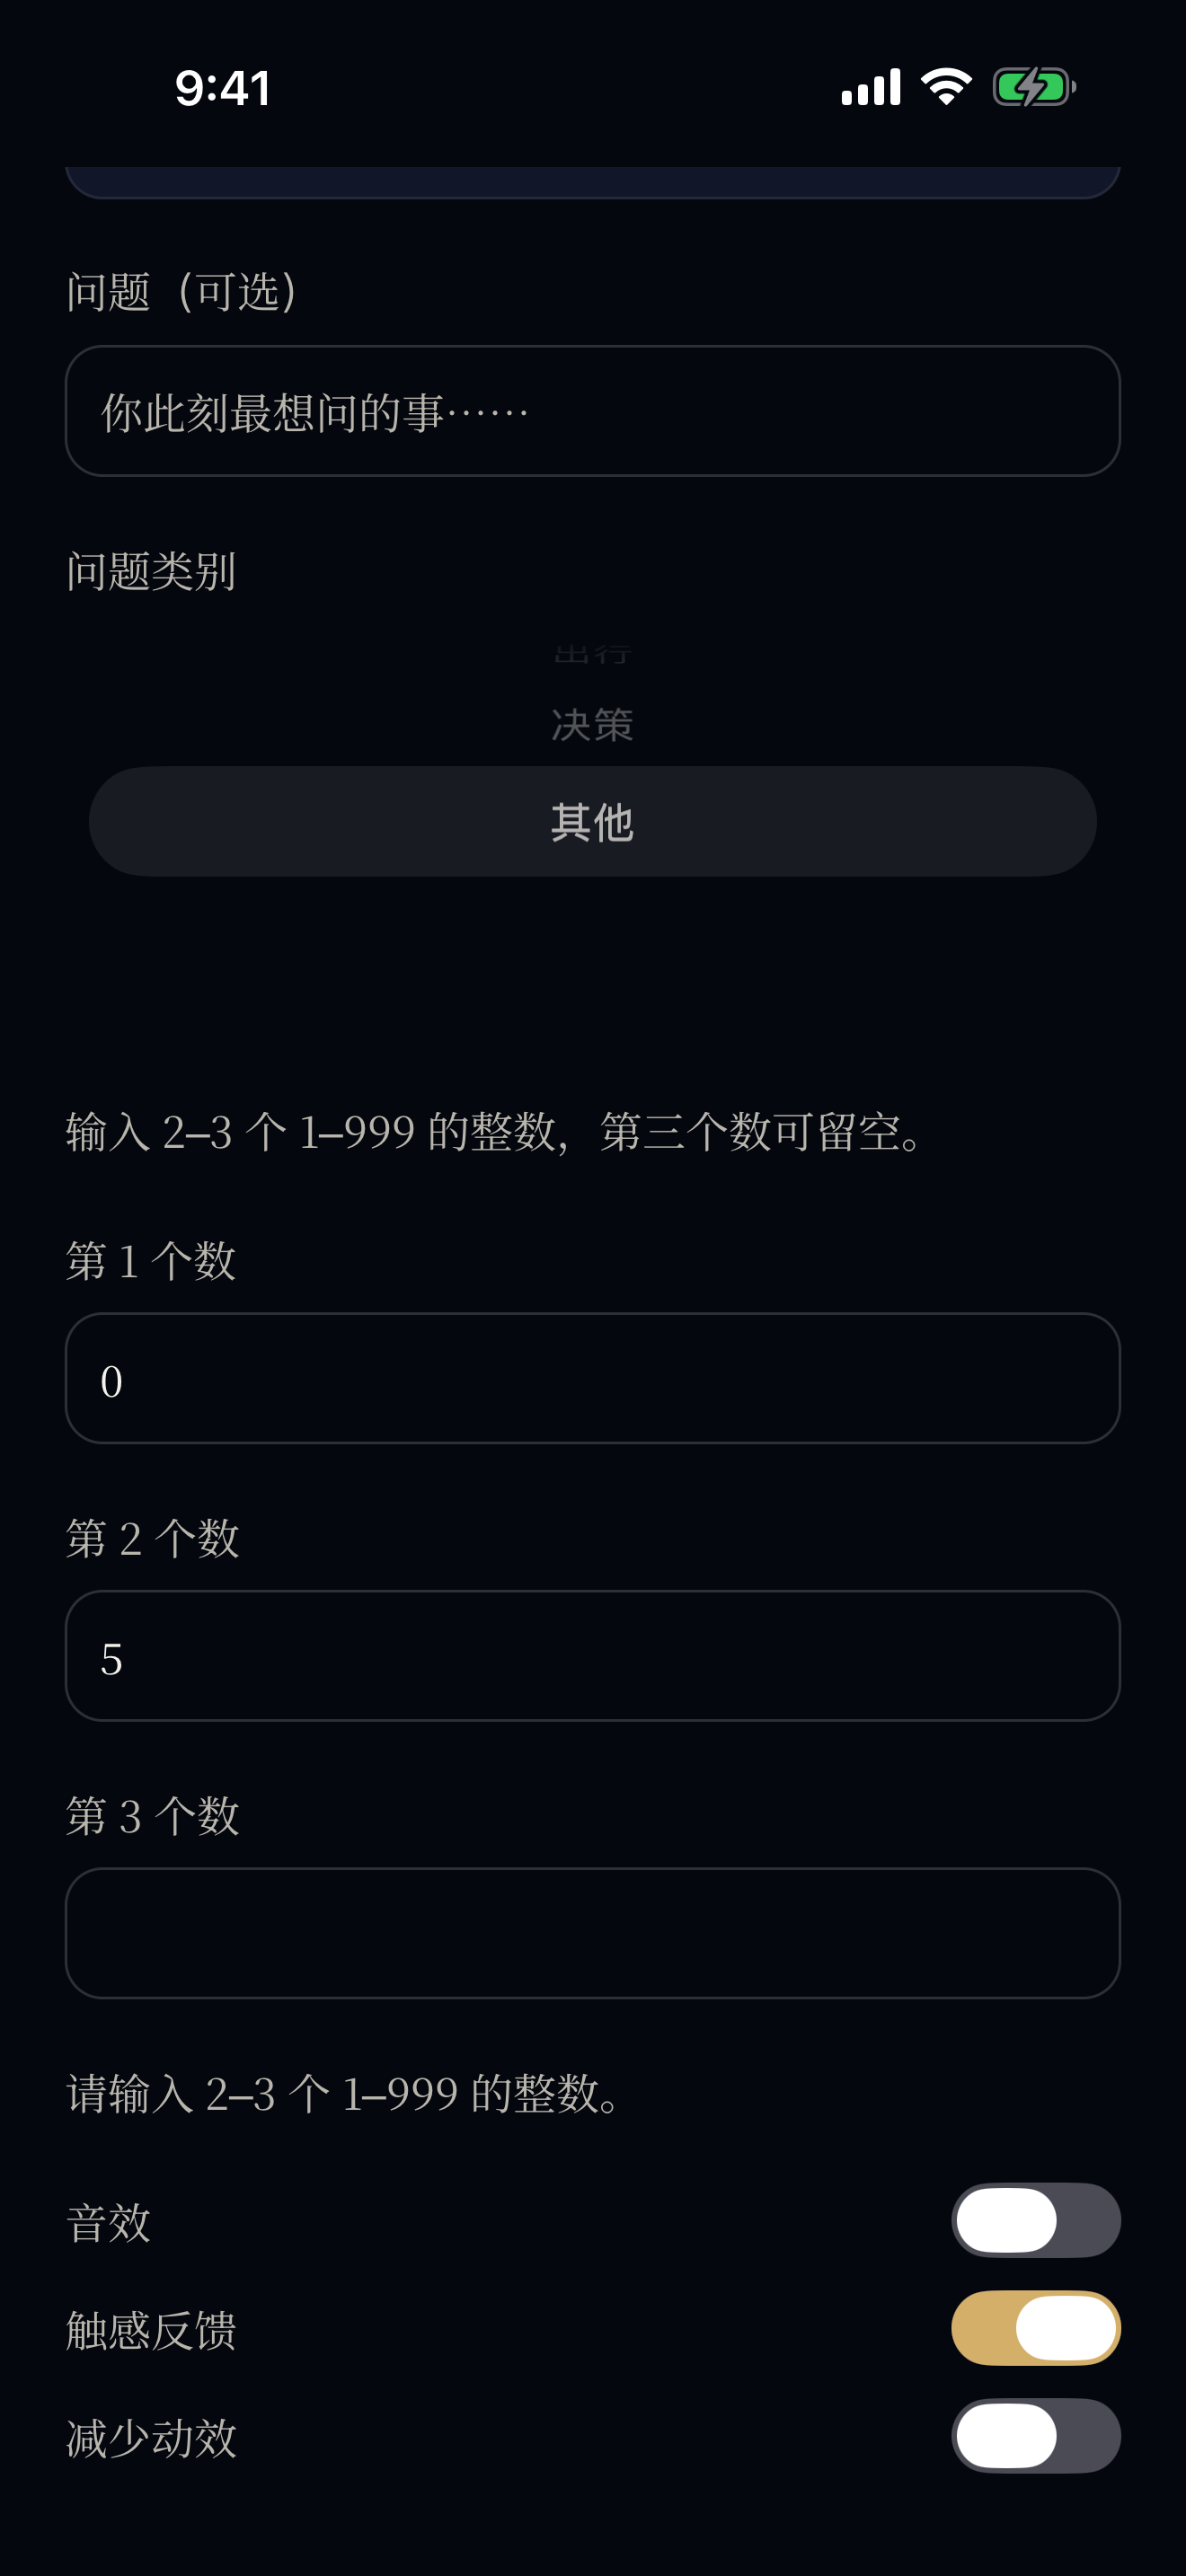 9:41
问题（可选）
你此刻最想问的事……
问题类别
出行
决策
其他
输入 2–3 个 1–999 的整数，第三个数可留空。
第 1 个数
0
第 2 个数
5
第 3 个数
请输入 2–3 个 1–999 的整数。
音效
触感反馈
减少动效